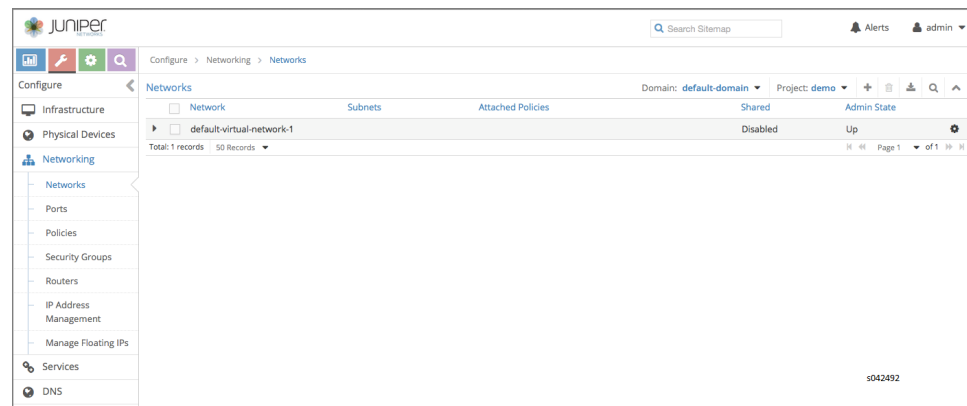 JUNIPER
NETWORKS
Search Sitemap
Alerts
admin
Configure > Networking > Networks
Configure
Infrastructure
Physical Devices
Networking
Networks
Ports
Policies
Security Groups
Routers
IP Address
Management
Manage Floating IPs
Services
DNS
Networks
Domain: default-domain Project: demo
Network Subnets Attached Policies Shared Admin State
default-virtual-network-1 Disabled Up
Total: 1 records 50 Records Page 1 of 1
s042492